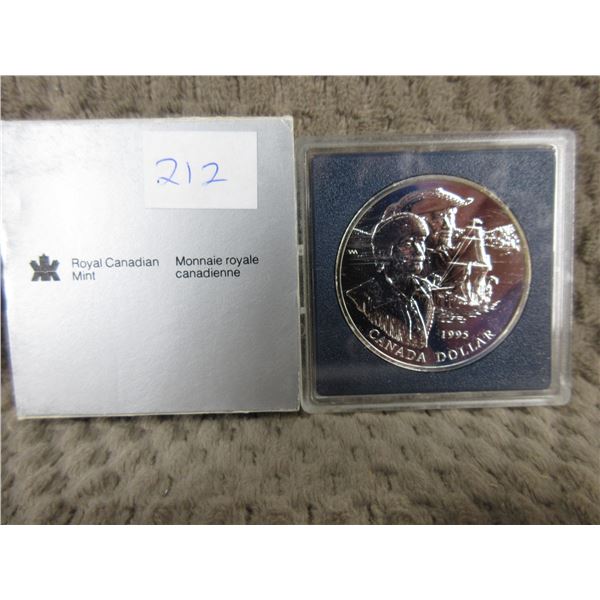 212
Royal Canadian
Mint
Monnaie royale
canadienne
1995
CANADA DOLLAR